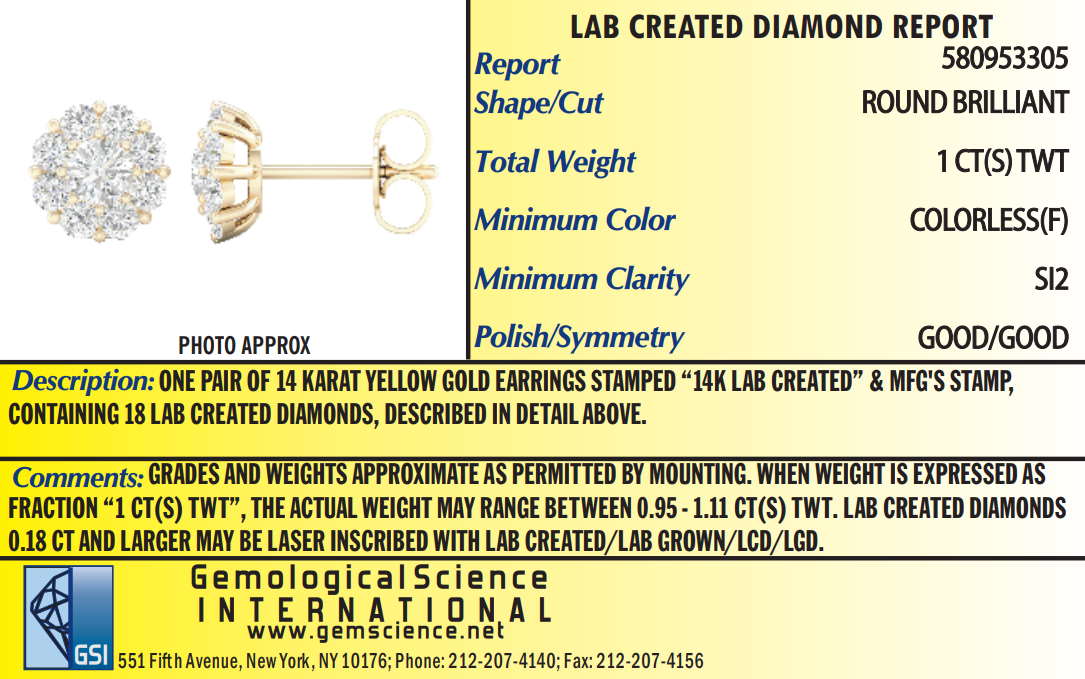 LAB CREATED DIAMOND REPORT
Report 580953305
Shape/Cut ROUND BRILLIANT
Total Weight 1 CT(S) TWT
Minimum Color COLORLESS(F)
Minimum Clarity SI2
Polish/Symmetry GOOD/GOOD
PHOTO APPROX
Description: ONE PAIR OF 14 KARAT YELLOW GOLD EARRINGS STAMPED “14K LAB CREATED” & MFG'S STAMP,
CONTAINING 18 LAB CREATED DIAMONDS, DESCRIBED IN DETAIL ABOVE.
Comments: GRADES AND WEIGHTS APPROXIMATE AS PERMITTED BY MOUNTING. WHEN WEIGHT IS EXPRESSED AS
FRACTION “1 CT(S) TWT”, THE ACTUAL WEIGHT MAY RANGE BETWEEN 0.95 - 1.11 CT(S) TWT. LAB CREATED DIAMONDS
0.18 CT AND LARGER MAY BE LASER INSCRIBED WITH LAB CREATED/LAB GROWN/LCD/LGD.
GemologicalScience
INTERNATIONAL
www.gemscience.net
GSI
551 Fifth Avenue, New York, NY 10176; Phone: 212-207-4140; Fax: 212-207-4156